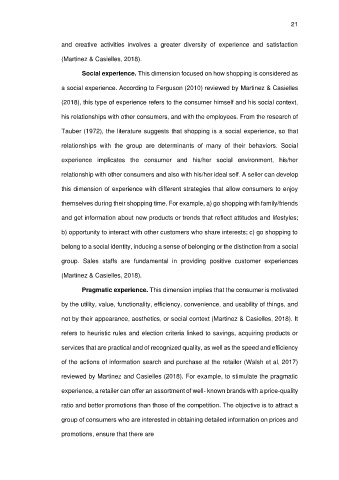 21
and creative activities involves a greater diversity of experience and satisfaction
(Martinez & Casielles, 2018).
Social experience. This dimension focused on how shopping is considered as
a social experience. According to Ferguson (2010) reviewed by Martinez & Casielles
(2018), this type of experience refers to the consumer himself and his social context,
his relationships with other consumers, and with the employees. From the research of
Tauber (1972), the literature suggests that shopping is a social experience, so that
relationships with the group are determinants of many of their behaviors. Social
experience implicates the consumer and his/her social environment, his/her
relationship with other consumers and also with his/her ideal self. A seller can develop
this dimension of experience with different strategies that allow consumers to enjoy
themselves during their shopping time. For example, a) go shopping with family/friends
and get information about new products or trends that reflect attitudes and lifestyles;
b) opportunity to interact with other customers who share interests; c) go shopping to
belong to a social identity, inducing a sense of belonging or the distinction from a social
group. Sales staffs are fundamental in providing positive customer experiences
(Martinez & Casielles, 2018).
Pragmatic experience. This dimension implies that the consumer is motivated
by the utility, value, functionality, efficiency, convenience, and usability of things, and
not by their appearance, aesthetics, or social context (Martinez & Casielles, 2018). It
refers to heuristic rules and election criteria linked to savings, acquiring products or
services that are practical and of recognized quality, as well as the speed and efficiency
of the actions of information search and purchase at the retailer (Walsh et al, 2017)
reviewed by Martinez and Casielles (2018). For example, to stimulate the pragmatic
experience, a retailer can offer an assortment of well- known brands with a price-quality
ratio and better promotions than those of the competition. The objective is to attract a
group of consumers who are interested in obtaining detailed information on prices and
promotions, ensure that there are